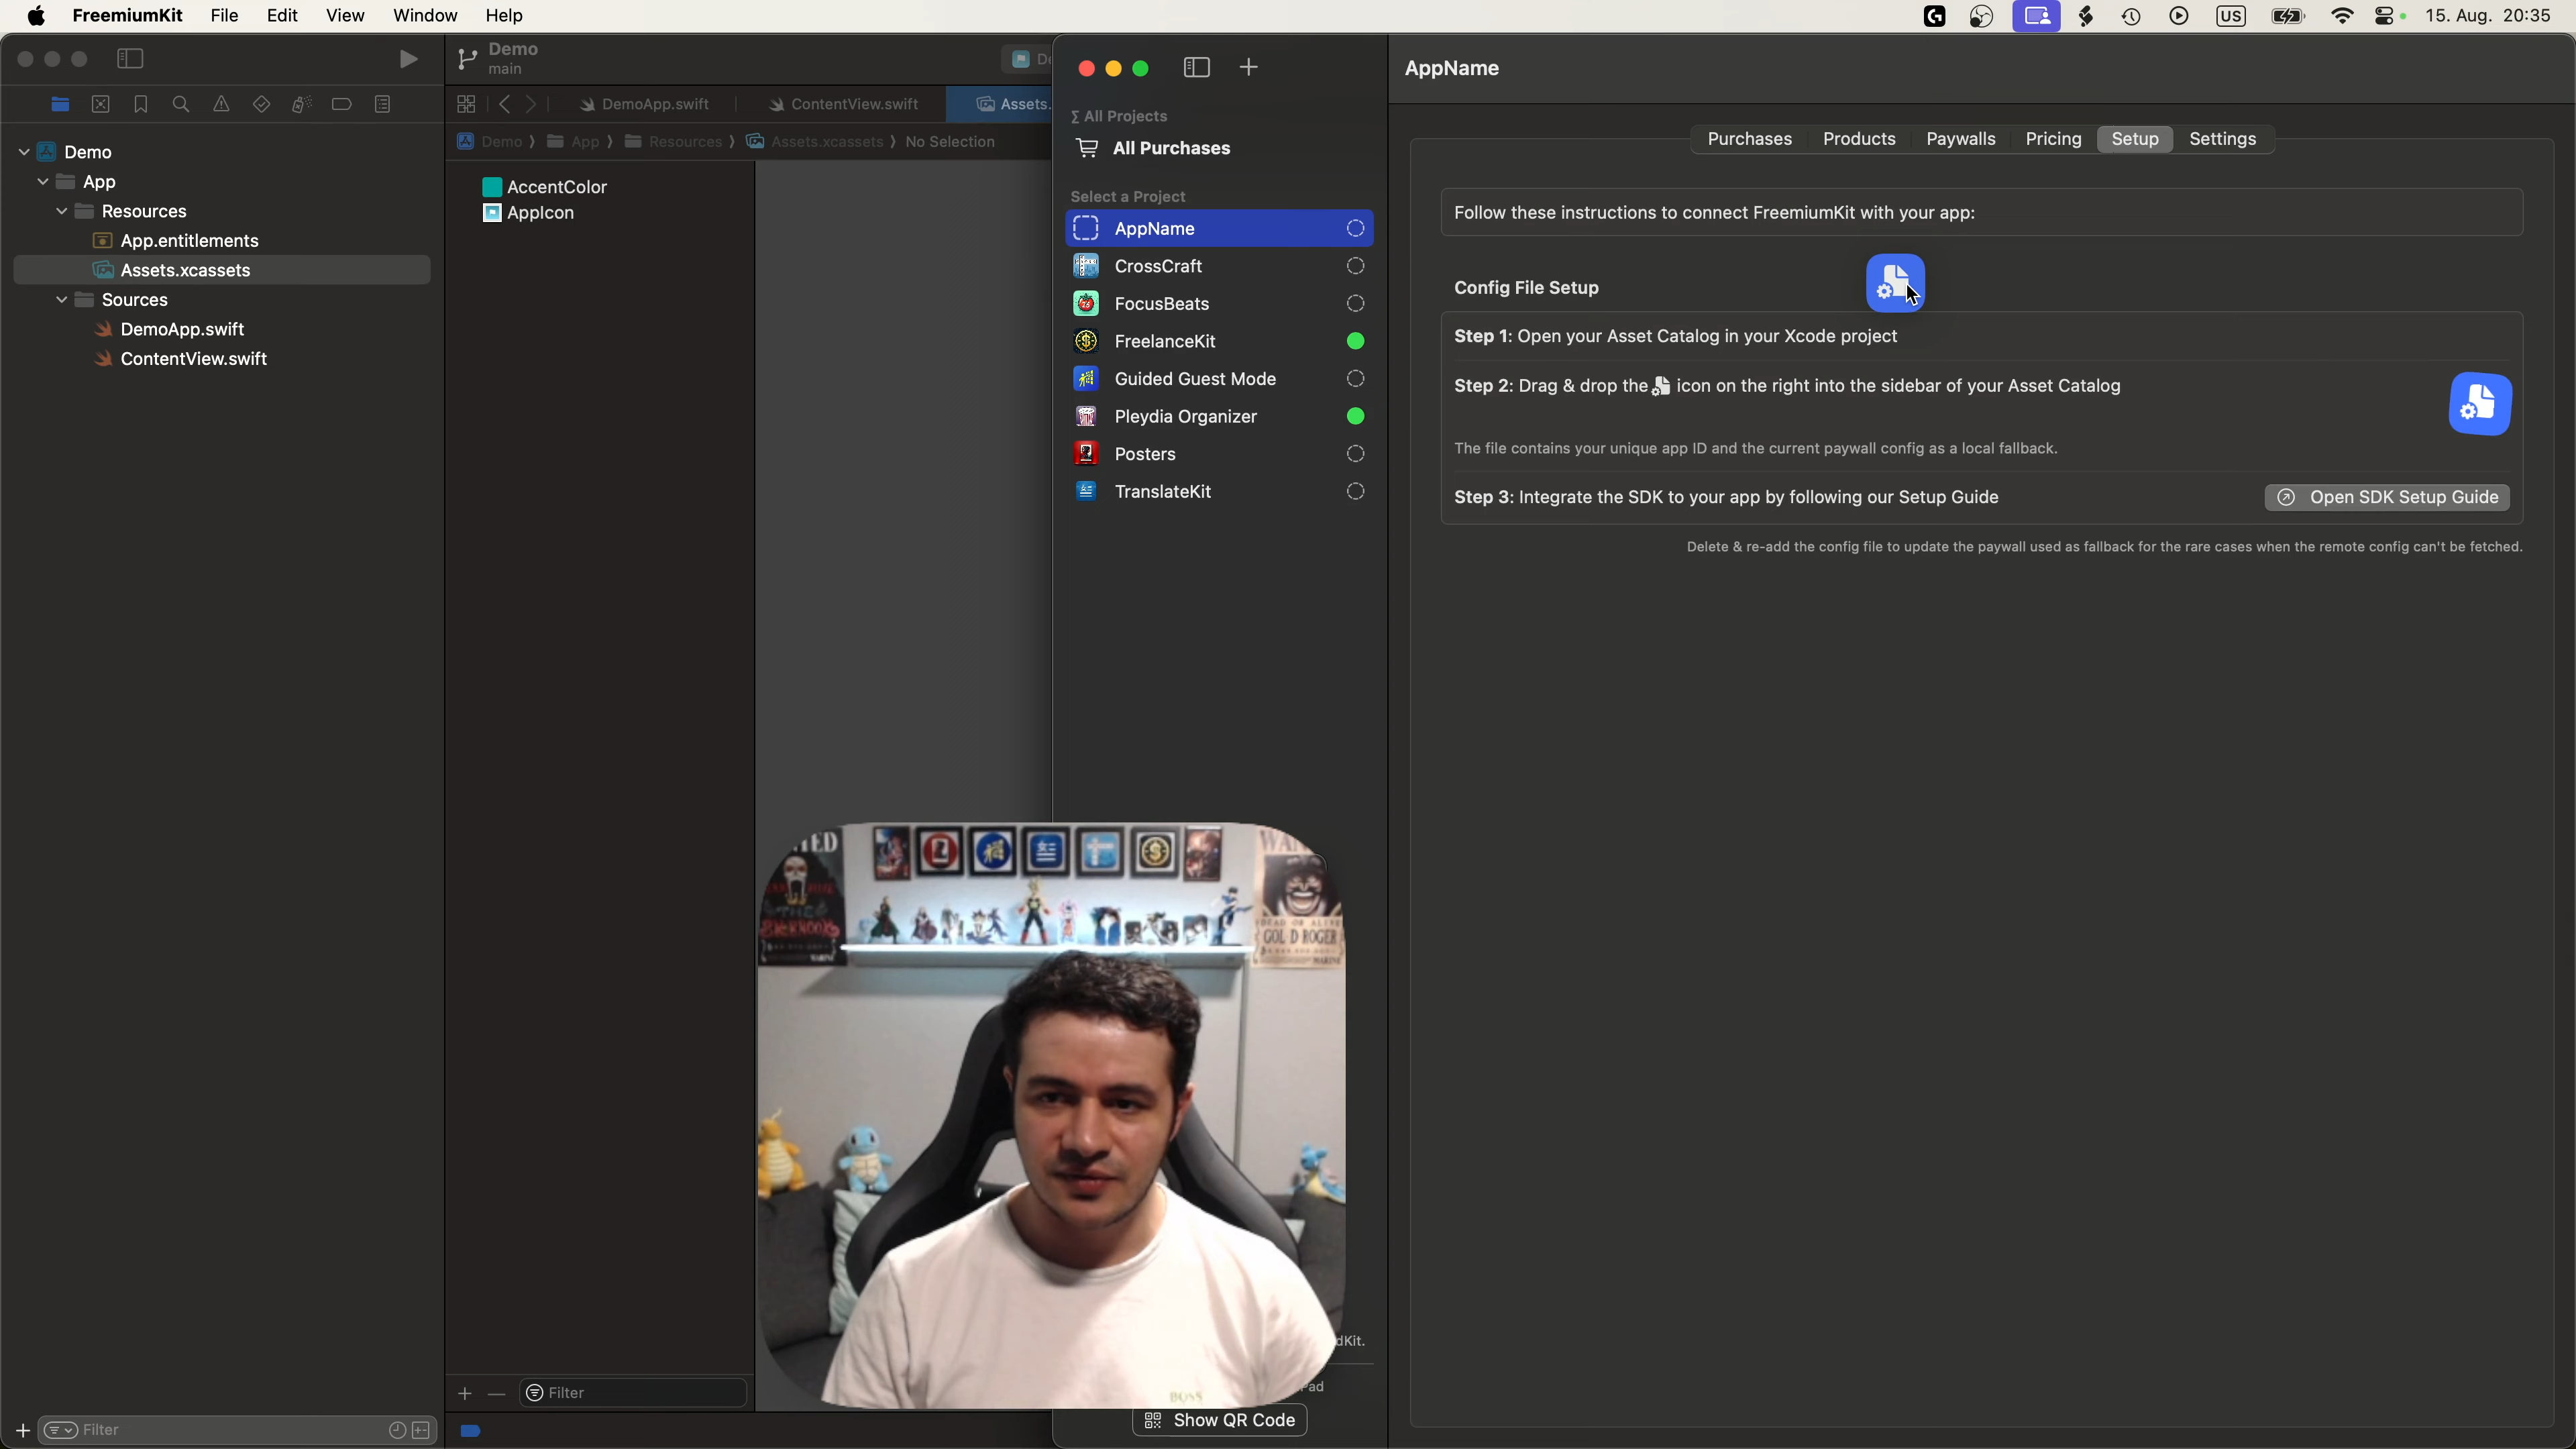 FreemiumKit File Edit View Window Help
US 15. Aug. 20:35
Demo
main
DemoApp.swift
ContentView.swift
Assets.
Demo App Resources Assets.xcassets No Selection
Demo
App
Resources
App.entitlements
Assets.xcassets
Sources
DemoApp.swift
ContentView.swift
AccentColor
AppIcon
Filter
Filter
∑ All Projects
All Purchases
Select a Project
AppName
CrossCraft
FocusBeats
FreelanceKit
Guided Guest Mode
Pleydia Organizer
Posters
TranslateKit
dKit.
Pad
Show QR Code
AppName
Purchases Products Paywalls Pricing Setup Settings
Follow these instructions to connect FreemiumKit with your app:
Config File Setup
Step 1: Open your Asset Catalog in your Xcode project
Step 2: Drag & drop the icon on the right into the sidebar of your Asset Catalog
The file contains your unique app ID and the current paywall config as a local fallback.
Step 3: Integrate the SDK to your app by following our Setup Guide
Open SDK Setup Guide
Delete & re-add the config file to update the paywall used as fallback for the rare cases when the remote config can't be fetched.
DEAD OR ALIVE
GOL D ROGER
BOSS